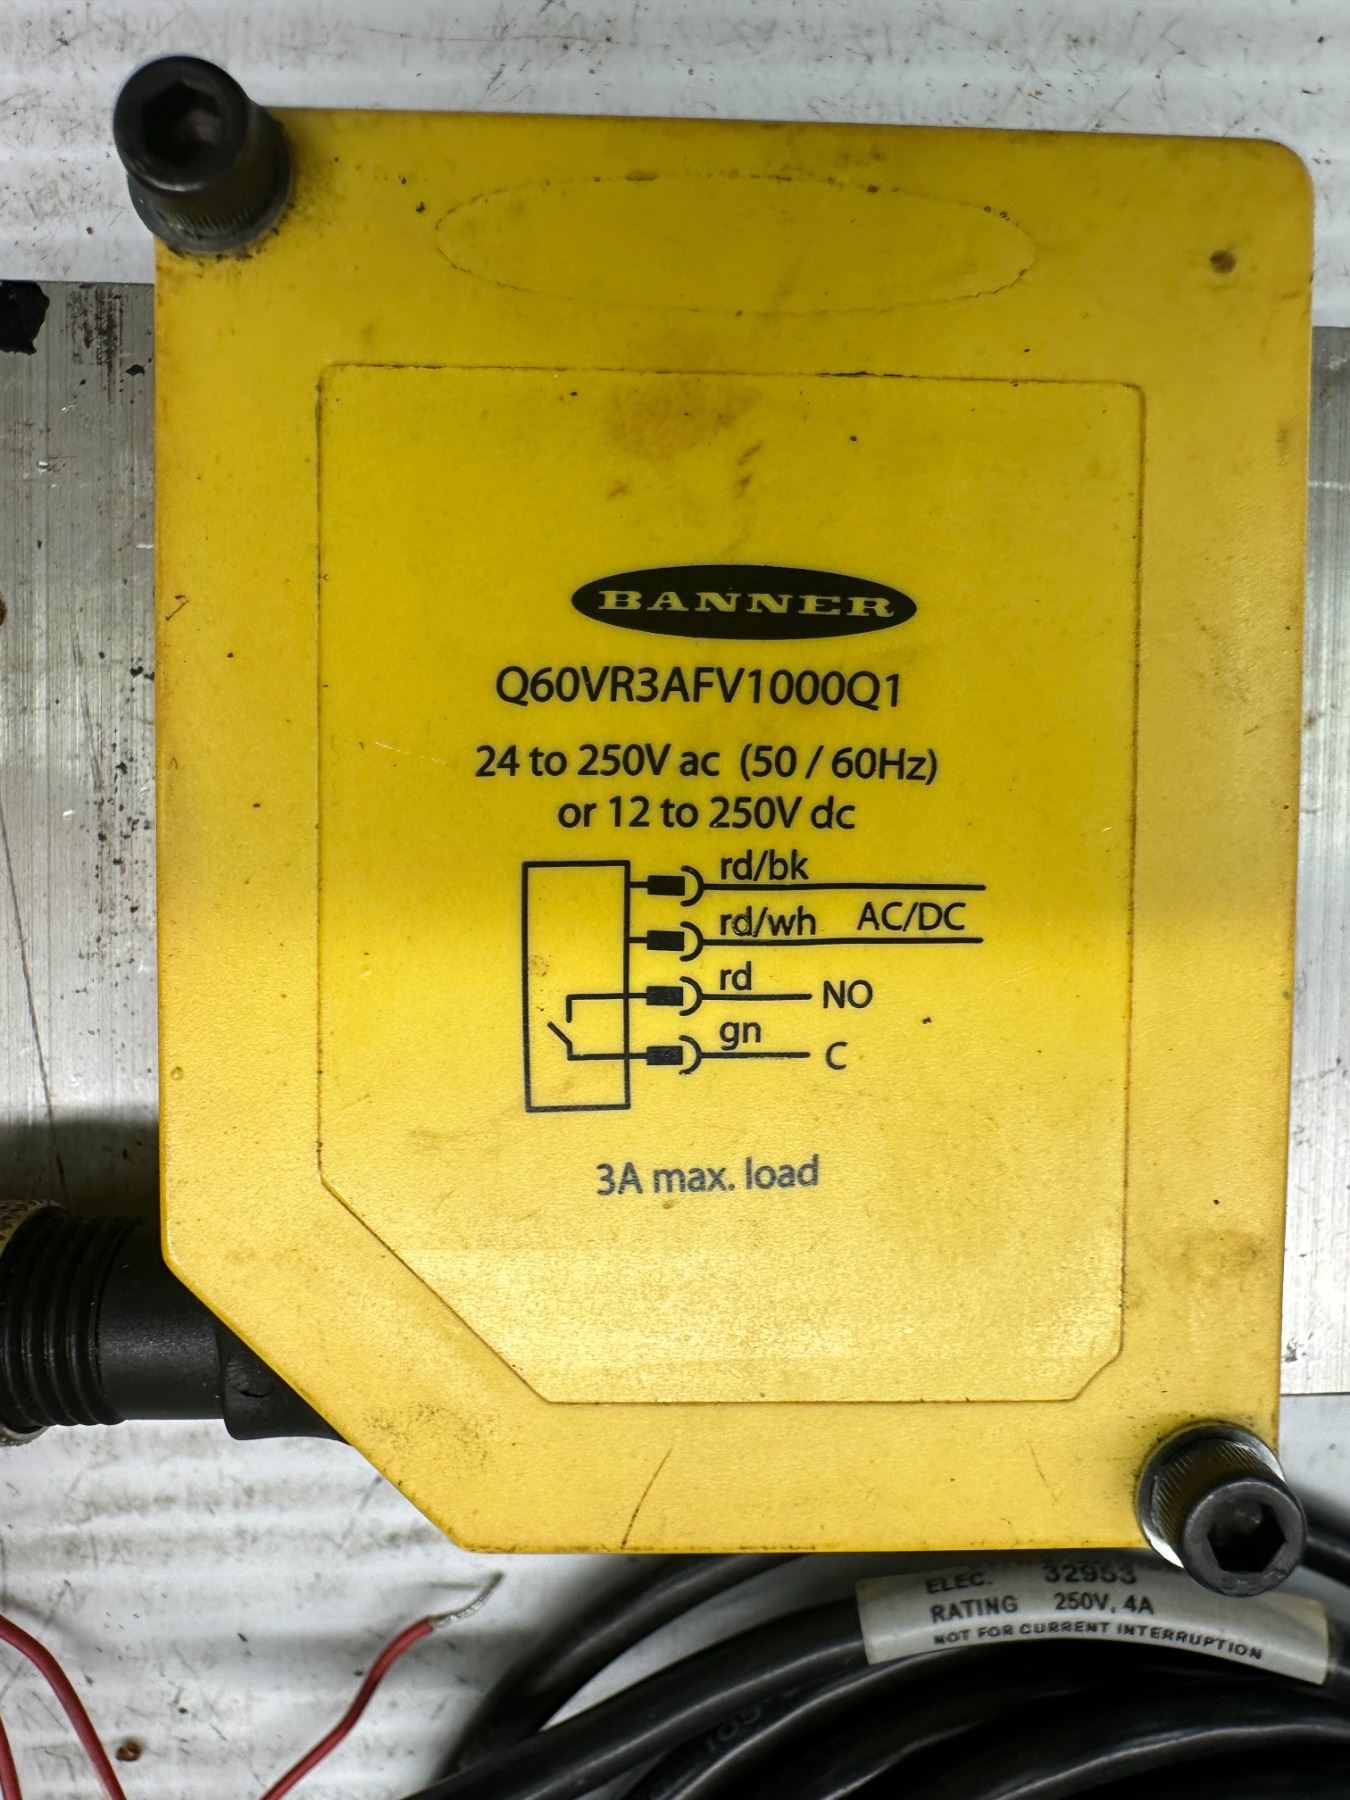 BANNER
Q60VR3AFV1000Q1
24 to 250V ac (50 / 60Hz)
or 12 to 250V dc
rd/bk
rd/wh AC/DC
rd
NO
gn
C
3A max. load
ELEC. 32953
RATING 250V, 4A
NOT FOR CURRENT INTERRUPTION